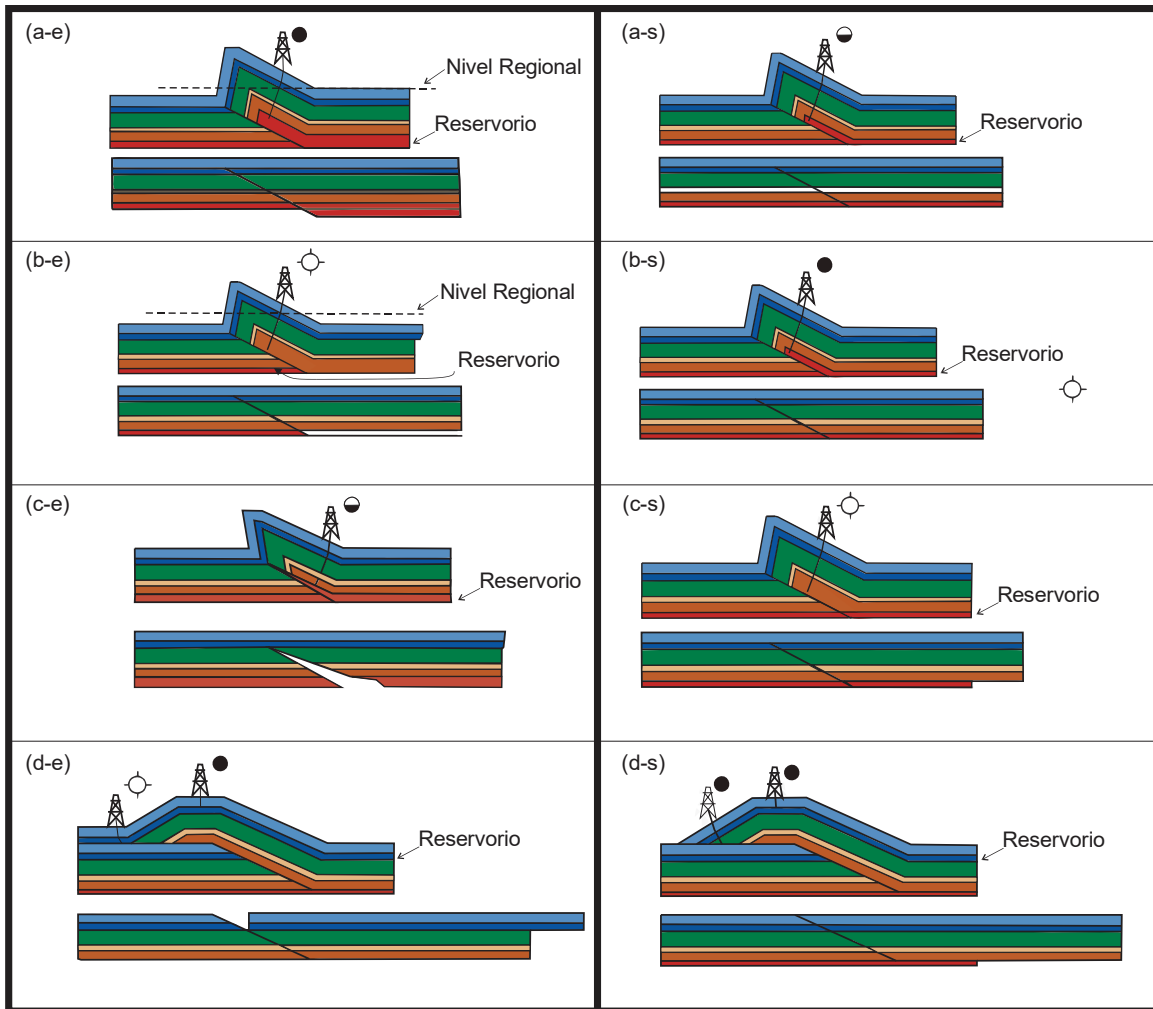 (a-e)
Nivel Regional
Reservorio
(a-s)
Reservorio
(b-e)
Nivel Regional
Reservorio
(b-s)
Reservorio
(c-e)
Reservorio
(c-s)
Reservorio
(d-e)
Reservorio
(d-s)
Reservorio